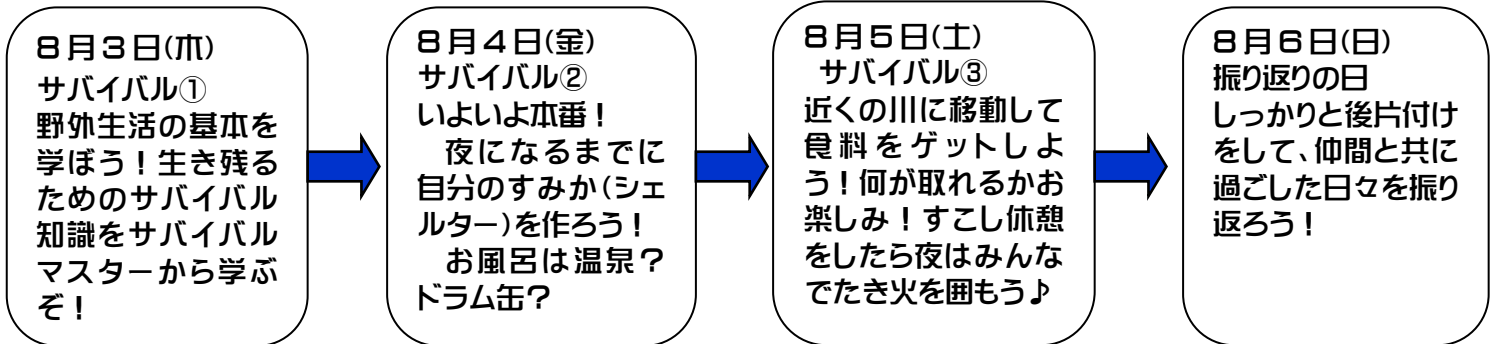 ８月３日(木)
サバイバル①
野外生活の基本を
学ぼう！生き残る
ためのサバイバル
知識をサバイバル
マスターから学ぶ
ぞ！
８月４日(金)
サバイバル②
いよいよ本番！
　夜になるまでに
自分のすみか(シェ
ルター)を作ろう！
　お風呂は温泉？
ドラム缶？
８月５日(土)
サバイバル③
近くの川に移動して
食料をゲットしよ
う！何が取れるかお
楽しみ！すこし休憩
をしたら夜はみんな
でたき火を囲もう♪
８月６日(日)
振り返りの日
しっかりと後片付け
をして、仲間と共に
過ごした日々を振り
返ろう！